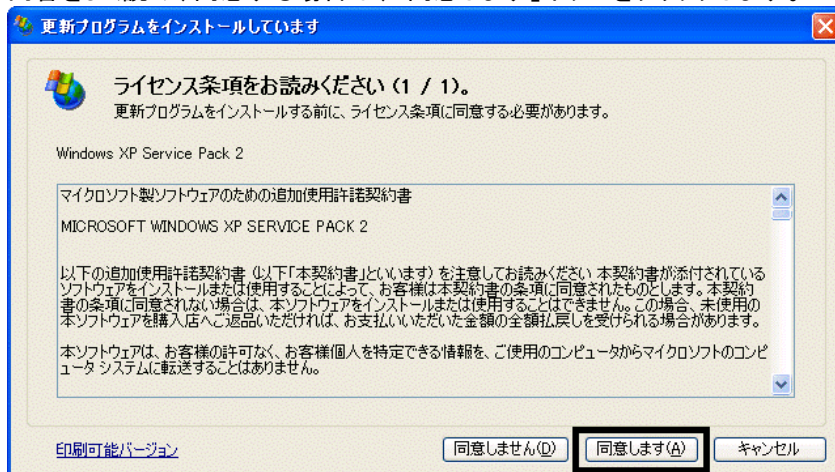 更新プログラムをインストールしています
ライセンス条項をお読みください (1 / 1)。
更新プログラムをインストールする前に、ライセンス条項に同意する必要があります。
Windows XP Service Pack 2
マイクロソフト製ソフトウェアのための追加使用許諾契約書
MICROSOFT WINDOWS XP SERVICE PACK 2
以下の追加使用許諾契約書 (以下「本契約書」といいます) を注意してお読みください 本契約書が添付されている
ソフトウェアをインストールまたは使用することによって、お客様は本契約書の条項に同意されたものとします。本契約
書の条項に同意されない場合は、本ソフトウェアをインストールまたは使用することはできません。この場合、未使用の
本ソフトウェアを購入店へご返品いただければ、お支払いいただいた金額の全額払戻しを受けられる場合があります。
本ソフトウェアは、お客様の許可なく、お客様個人を特定できる情報を、ご使用のコンピュータからマイクロソフトのコンピ
ュータ システムに転送することはありません。
印刷可能バージョン
同意しません(D)
同意します(A)
キャンセル